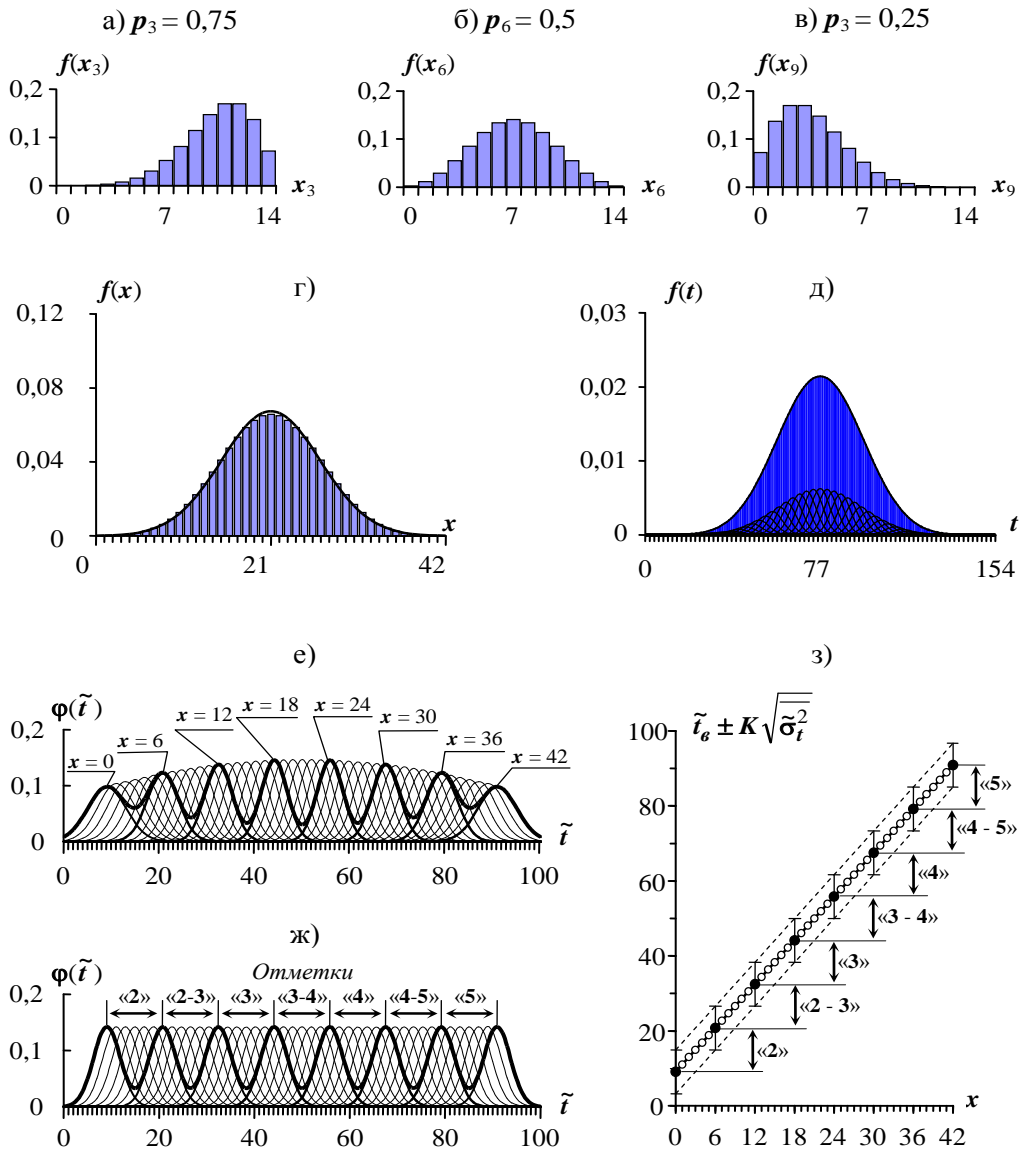 а) p₃ = 0,75
б) p₆ = 0,5
в) p₃ = 0,25
f(x₃)
0,2
0,1
0
x₃
0 7 14
f(x₆)
0,2
0,1
0
x₆
0 7 14
f(x₉)
0,2
0,1
0
x₉
0 7 14
г)
f(x)
0,12
0,08
0,04
0
x
0 21 42
д)
f(t)
0,03
0,02
0,01
0
t
0 77 154
е)
φ(t̃)
0,2
0,1
0
x = 0
x = 6
x = 12
x = 18
x = 24
x = 30
x = 36
x = 42
t̃
0 20 40 60 80 100
ж)
φ(t̃)
Отметки
«2» «2-3» «3» «3-4» «4» «4-5» «5»
0,2
0,1
0
t̃
0 20 40 60 80 100
з)
t̃в ± K√σ̃ₜ²
100
80
60
40
20
0
«5»
«4 - 5»
«4»
«3 - 4»
«3»
«2 - 3»
«2»
x
0 6 12 18 24 30 36 42